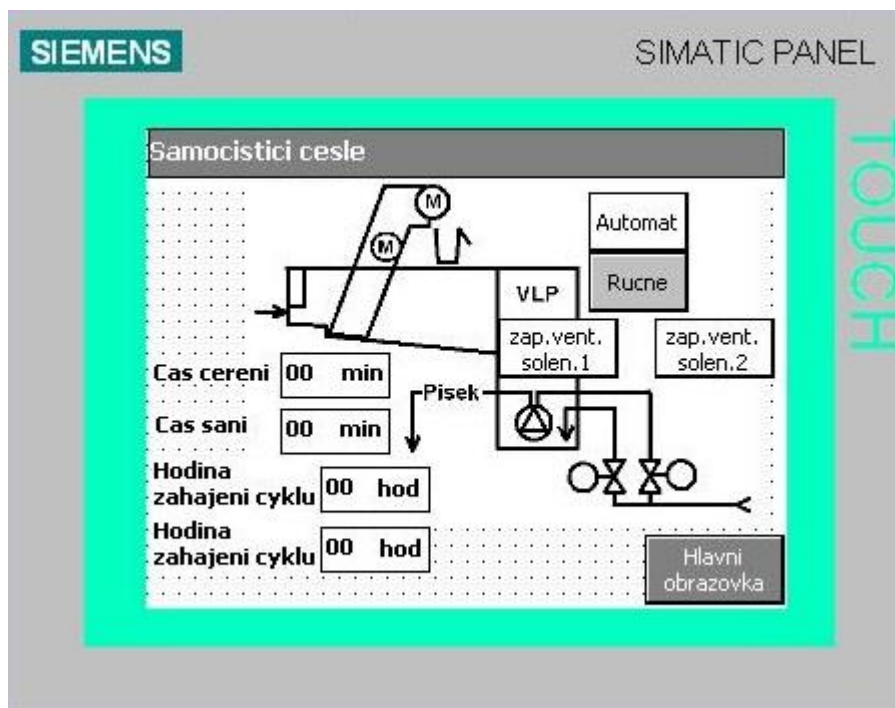 SIEMENS
SIMATIC PANEL
TOUCH
Samocistici cesle
M
M
Automat
Rucne
VLP
zap.vent.
solen.1
zap.vent.
solen.2
Cas cereni 00 min
Pisek
Cas sani 00 min
Hodina
zahajeni cyklu 00 hod
Hodina
zahajeni cyklu 00 hod
Hlavni
obrazovka